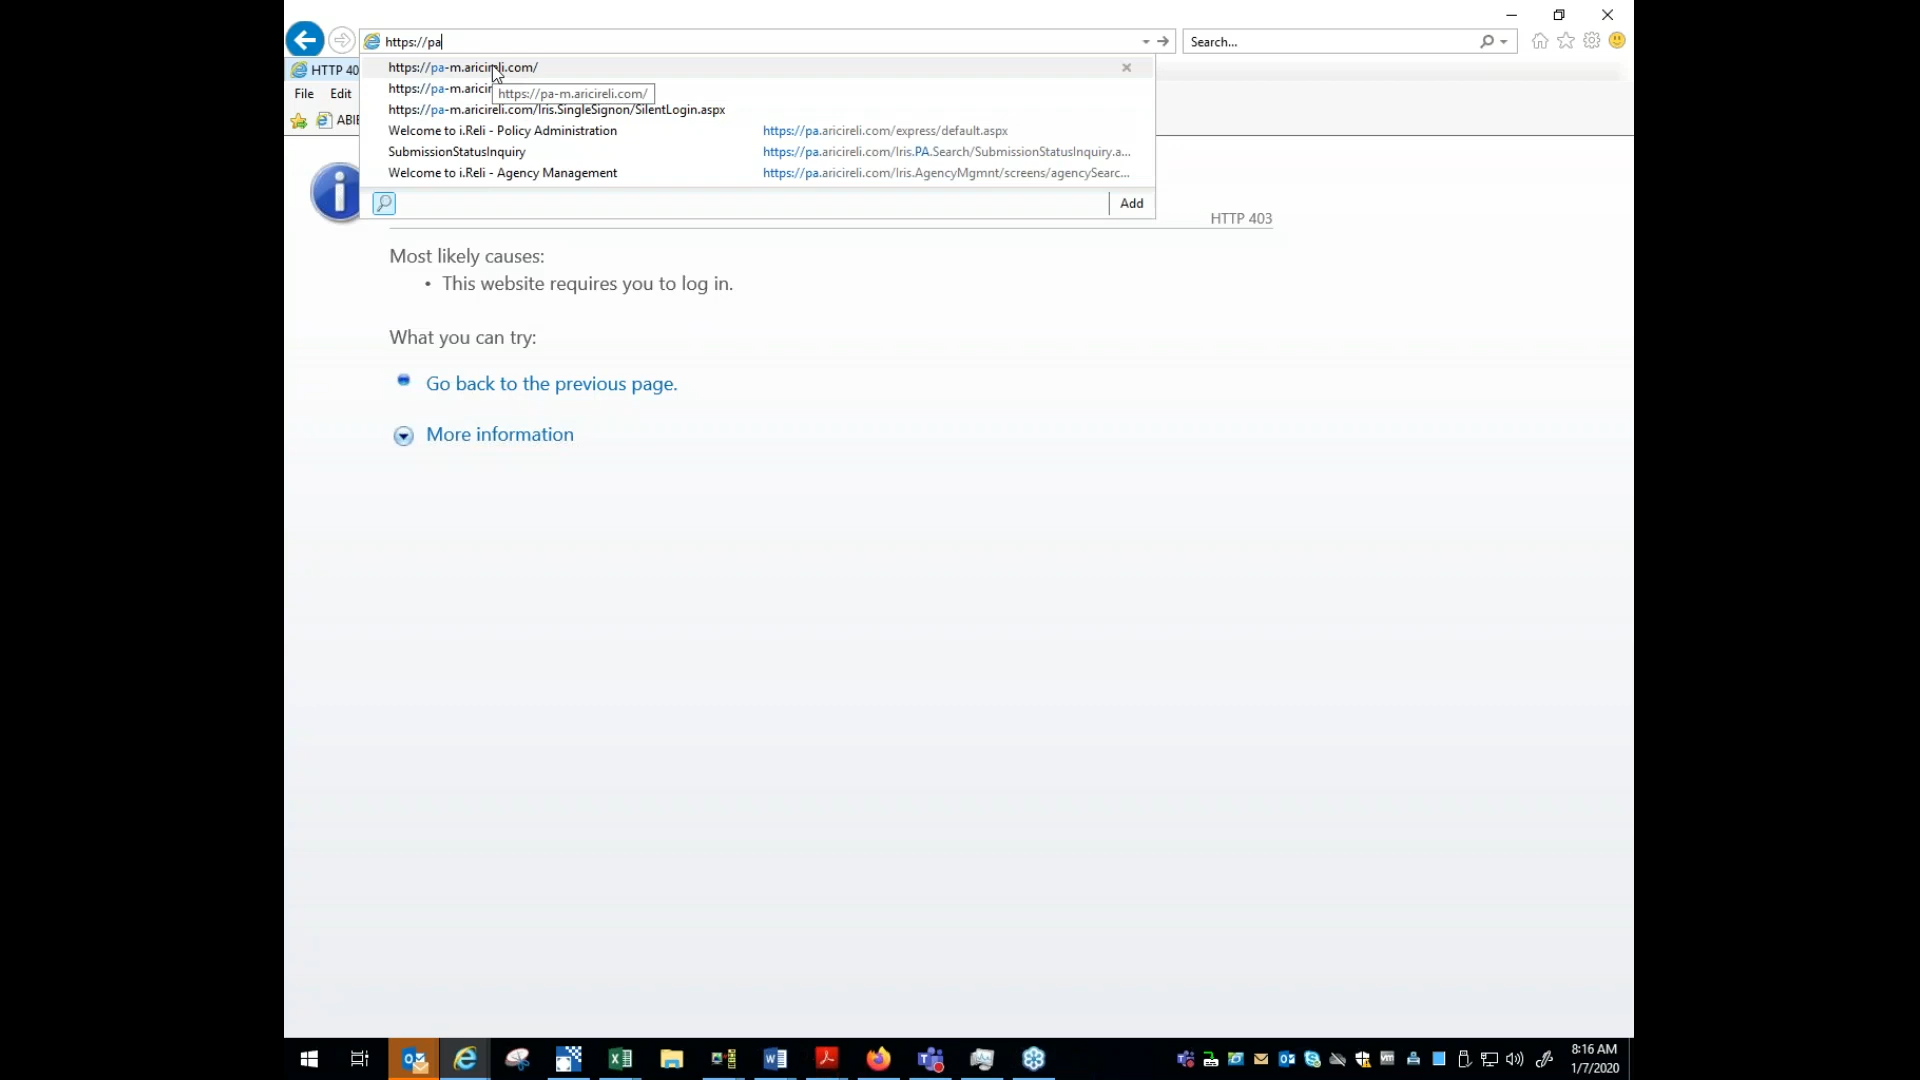 https://pa
Search...
HTTP 40
https://pa-m.aricireli.com/
File Edit
https://pa-m.aricir
https://pa-m.aricireli.com/
https://pa-m.aricireli.com/Iris.SingleSignon/SilentLogin.aspx
ABIE
Welcome to i.Reli - Policy Administration https://pa.aricireli.com/express/default.aspx
SubmissionStatusInquiry https://pa.aricireli.com/Iris.PA.Search/SubmissionStatusInquiry.a...
Welcome to i.Reli - Agency Management https://pa.aricireli.com/Iris.AgencyMgmnt/screens/agencySearc...
Add
HTTP 403
Most likely causes:
• This website requires you to log in.
What you can try:
Go back to the previous page.
More information
8:16 AM
1/7/2020